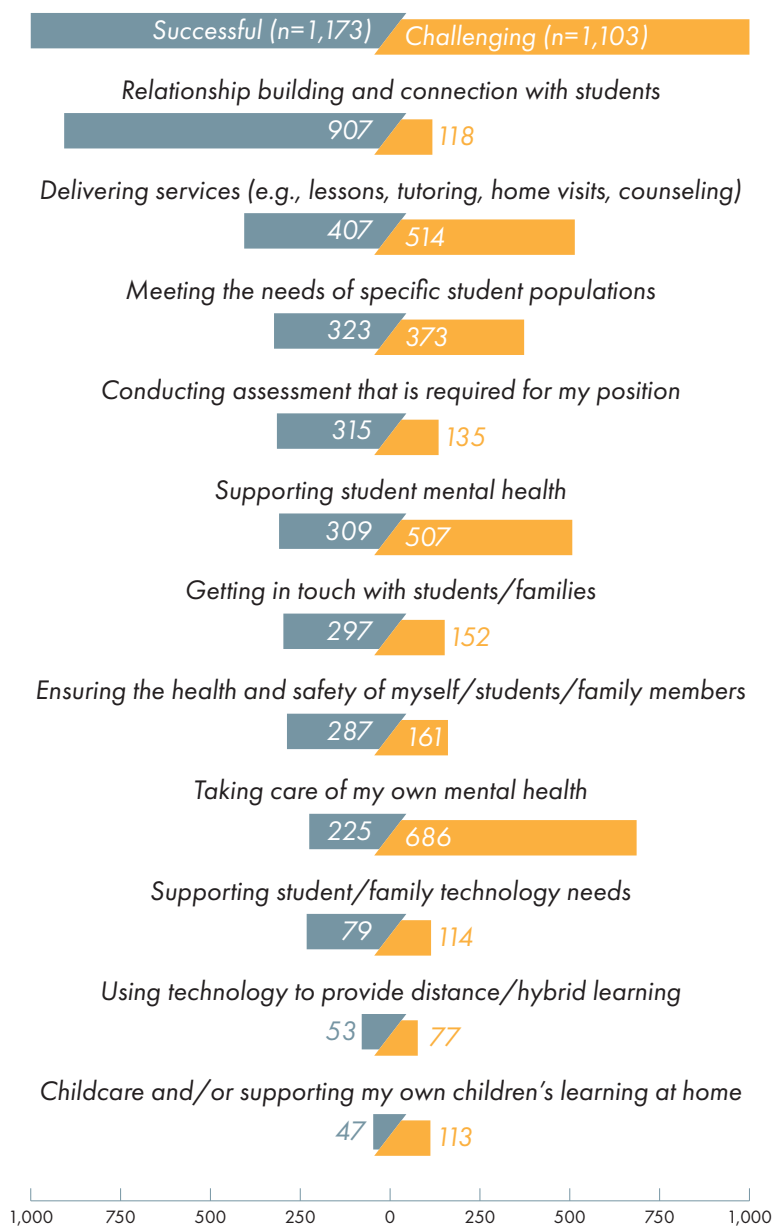 Successful (n=1,173) Challenging (n=1,103)
Relationship building and connection with students
907 118
Delivering services (e.g., lessons, tutoring, home visits, counseling)
407 514
Meeting the needs of specific student populations
323 373
Conducting assessment that is required for my position
315 135
Supporting student mental health
309 507
Getting in touch with students/families
297 152
Ensuring the health and safety of myself/students/family members
287 161
Taking care of my own mental health
225 686
Supporting student/family technology needs
79 114
Using technology to provide distance/hybrid learning
53 77
Childcare and/or supporting my own children’s learning at home
47 113
1,000 750 500 250 0 250 500 750 1,000